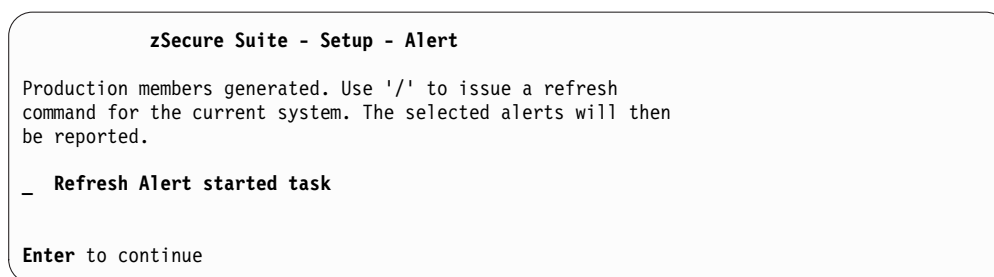 zSecure Suite - Setup - Alert
Production members generated. Use '/' to issue a refresh
command for the current system. The selected alerts will then
be reported.
_ Refresh Alert started task
Enter to continue